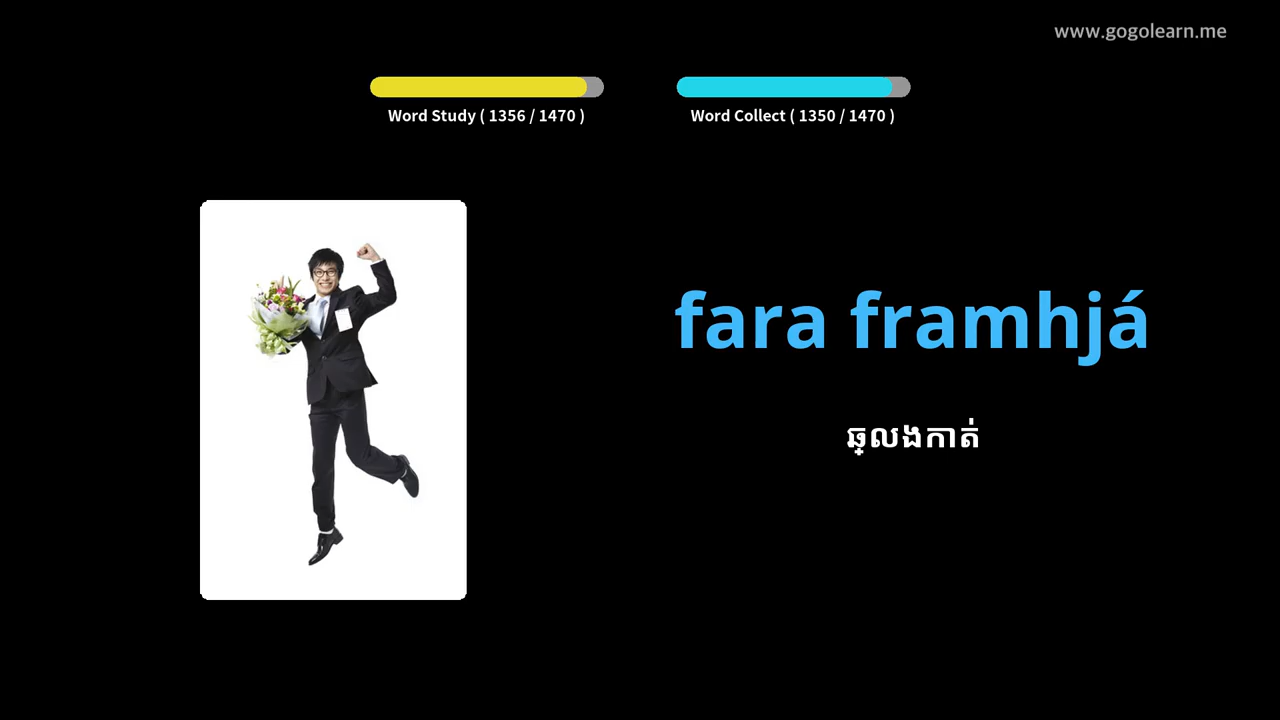 www.gogolearn.me
Word Study ( 1356 / 1470 )
Word Collect ( 1350 / 1470 )
fara framhjá
ឆ្លងកាត់